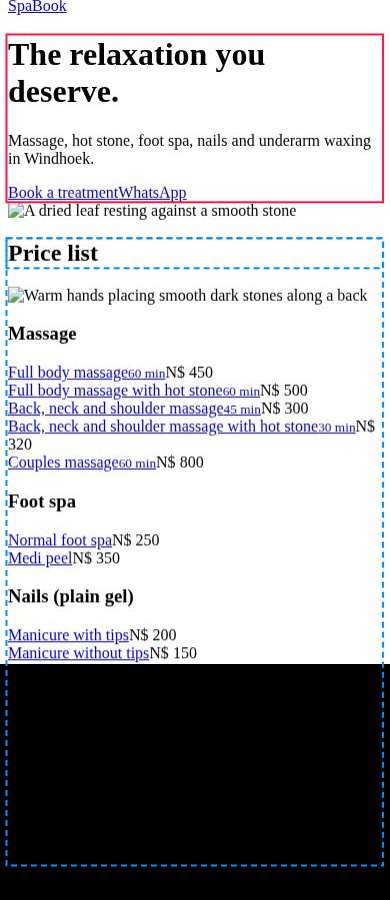 SpaBook
The relaxation you
deserve.
Massage, hot stone, foot spa, nails and underarm waxing
in Windhoek.
Book a treatmentWhatsApp
A dried leaf resting against a smooth stone
Price list
Warm hands placing smooth dark stones along a back
Massage
Full body massage60 minN$ 450
Full body massage with hot stone60 minN$ 500
Back, neck and shoulder massage45 minN$ 300
Back, neck and shoulder massage with hot stone30 minN$
320
Couples massage60 minN$ 800
Foot spa
Normal foot spaN$ 250
Medi peelN$ 350
Nails (plain gel)
Manicure with tipsN$ 200
Manicure without tipsN$ 150